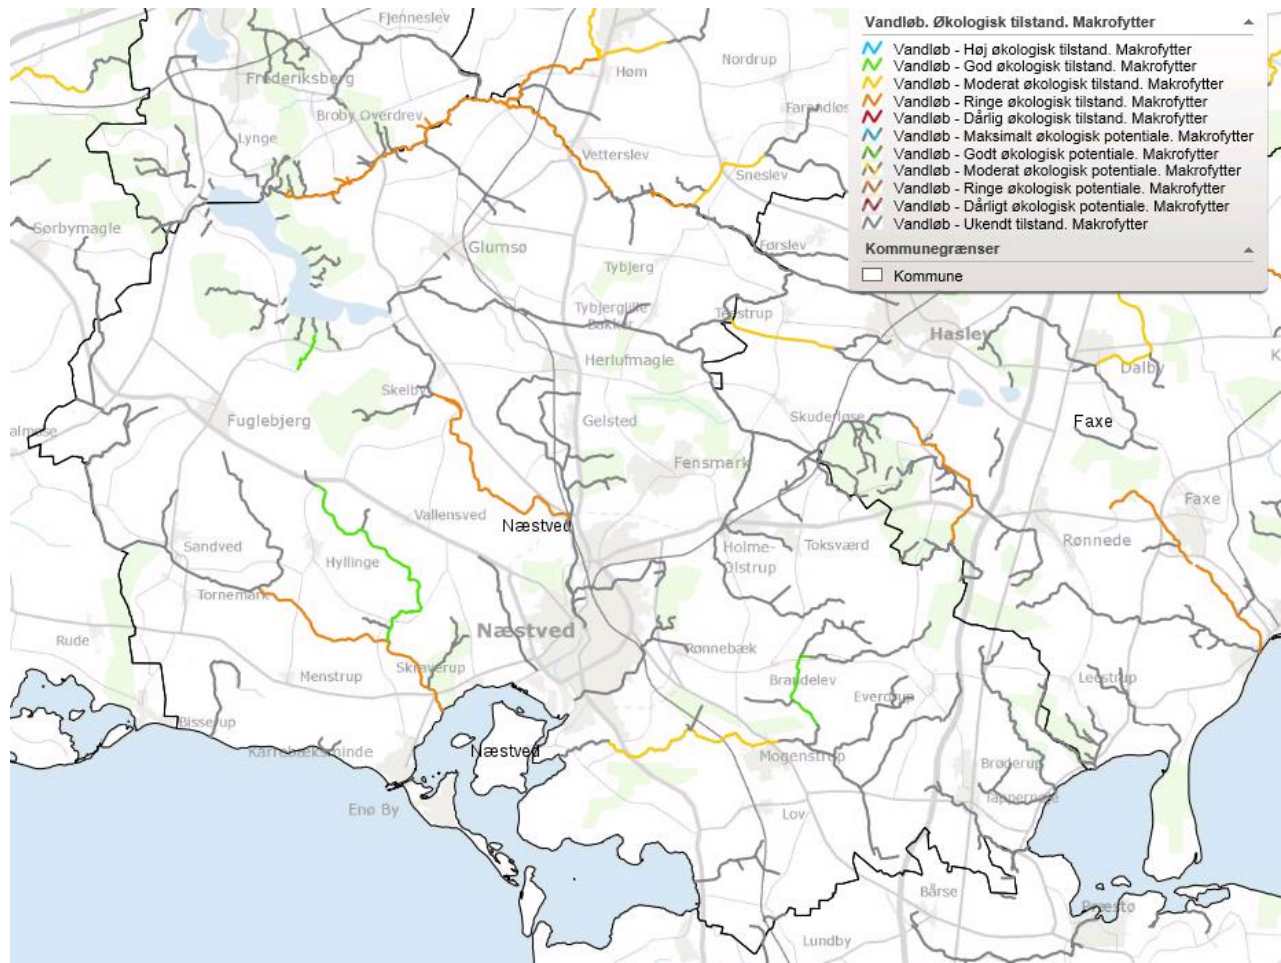 Vandløb. Økologisk tilstand. Makrofytter
Vandløb - Høj økologisk tilstand. Makrofytter
Vandløb - God økologisk tilstand. Makrofytter
Vandløb - Moderat økologisk tilstand. Makrofytter
Vandløb - Ringe økologisk tilstand. Makrofytter
Vandløb - Dårlig økologisk tilstand. Makrofytter
Vandløb - Maksimalt økologisk potentiale. Makrofytter
Vandløb - Godt økologisk potentiale. Makrofytter
Vandløb - Moderat økologisk potentiale. Makrofytter
Vandløb - Ringe økologisk potentiale. Makrofytter
Vandløb - Dårligt økologisk potentiale. Makrofytter
Vandløb - Ukendt tilstand. Makrofytter
Kommunegrænser
Kommune
Fjenneslev
Nordrup
Høm
Frederiksberg
Broby Overdrev
Lynge
Vetterslev
Sneslev
Sørbymagle
Glumsø
Førslev
Tybjerg
Tybjerglille
Bakker
Teestrup
Haslev
Herlufmagle
Dalby
Skelby
Fuglebjerg
Gelsted
Skuderløse
Faxe
Fensmark
Vallensved
Næstved
Faxe
Sandved
Hyllinge
Holme-
Olstrup
Toksværd
Rønnede
Tornemark
Næstved
Rude
Rønnebæk
Menstrup
Skraverup
Brandelev
Everdrup
Leestrup
Bisserup
Karrebæksminde
Næstved
Mogenstrup
Brøderup
Tappernøje
Enø By
Lov
Bårse
Præstø
Lundby